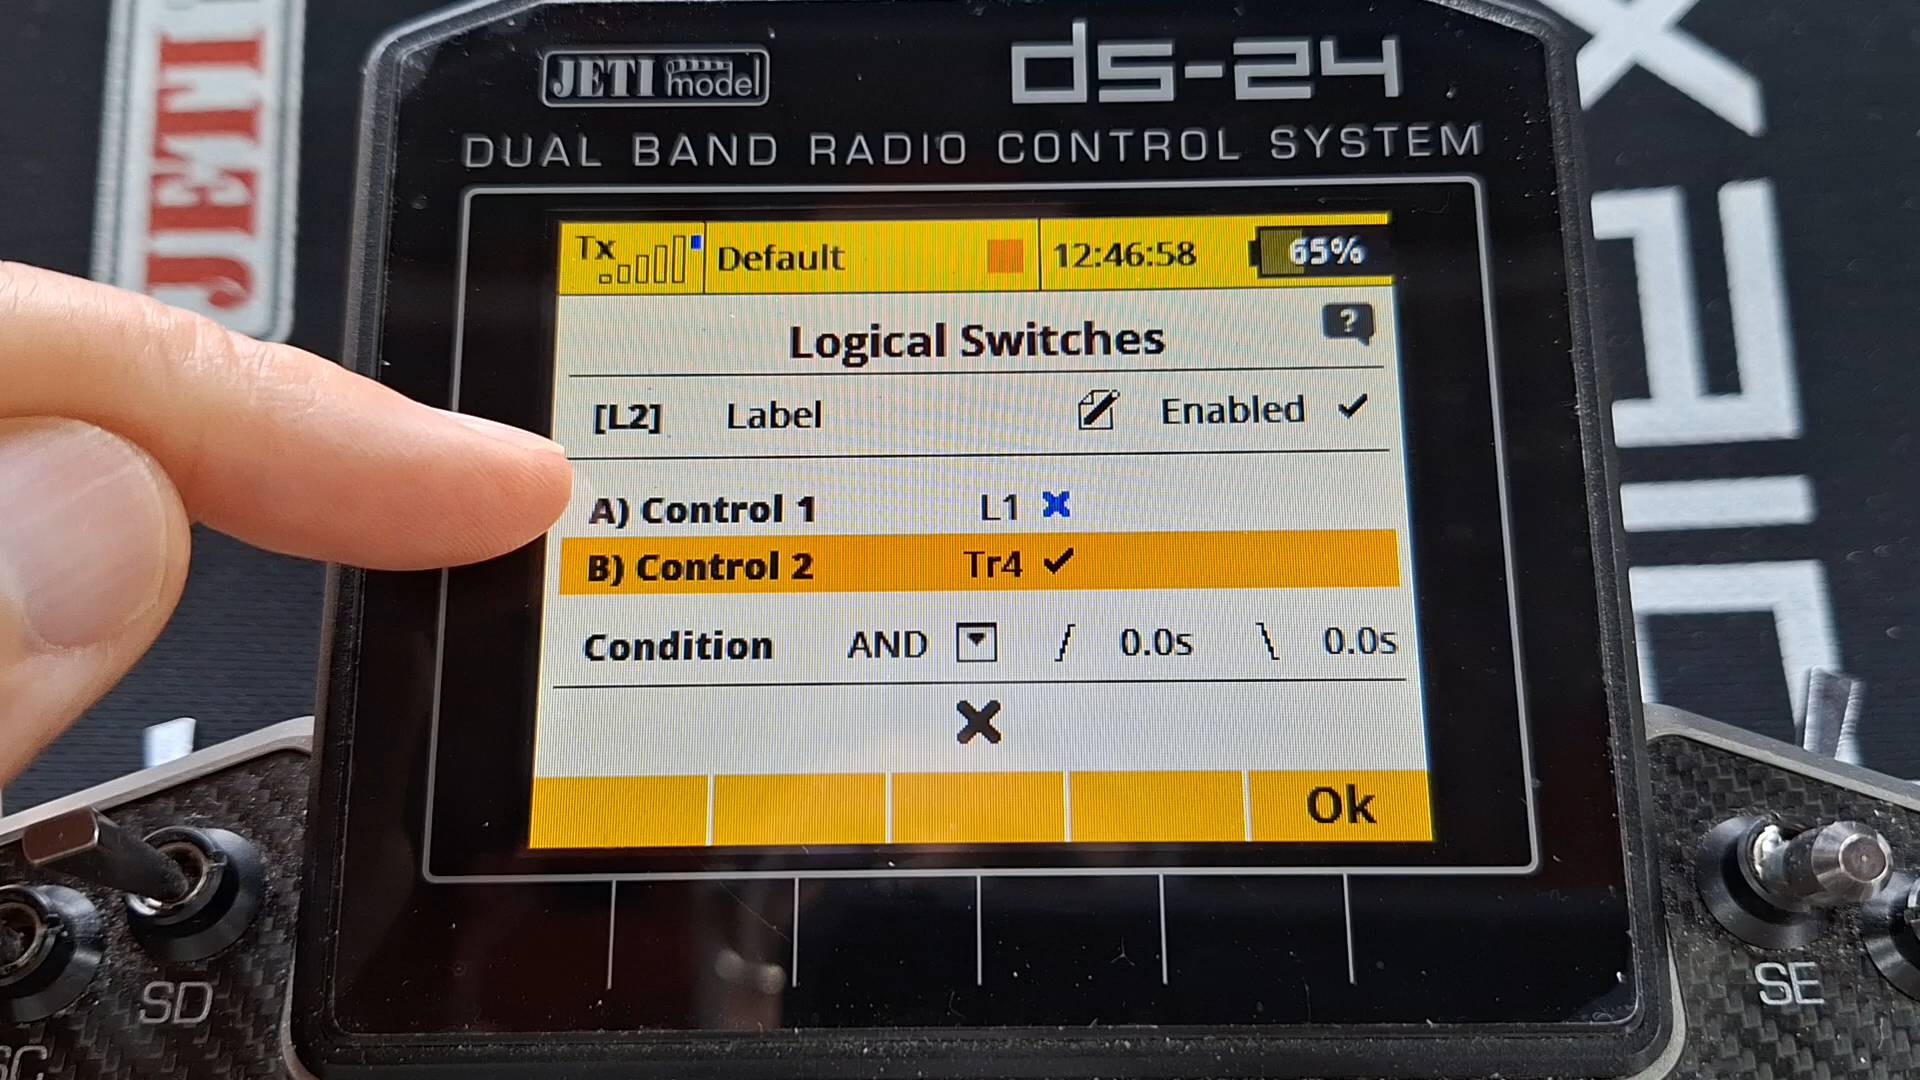 JETI model
ds-24
DUAL BAND RADIO CONTROL SYSTEM
Tx Default 12:46:58 65%
Logical Switches ?
[L2] Label Enabled
A) Control 1 L1
B) Control 2 Tr4
Condition AND 0.0s 0.0s
Ok
SD
SE
SC
JETI